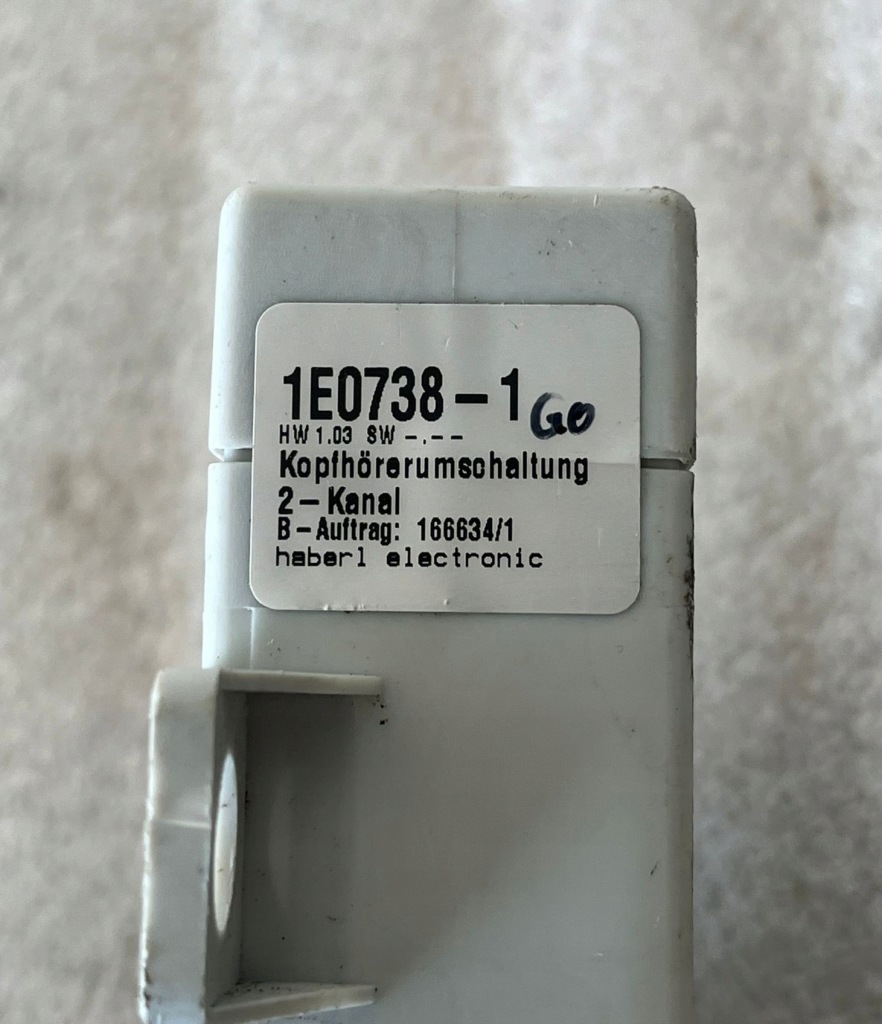 1E0738-1 GO
HW 1.03 SW -.--
Kopfhörerumschaltung
2-Kanal
B-Auftrag: 166634/1
haberl electronic